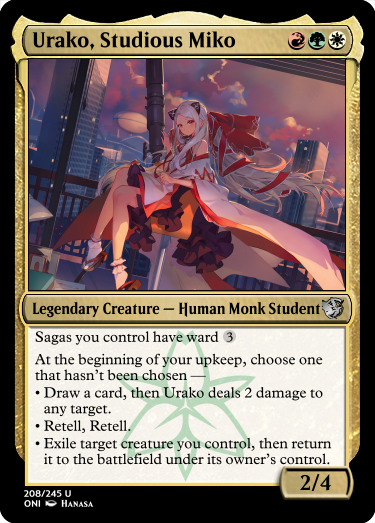 Urako, Studious Miko
Legendary Creature — Human Monk Student
Sagas you control have ward 3
At the beginning of your upkeep, choose one
that hasn't been chosen —
• Draw a card, then Urako deals 2 damage to
any target.
• Retell, Retell.
• Exile target creature you control, then return
it to the battlefield under its owner's control.
2/4
208/245 U
ONI Hanasa